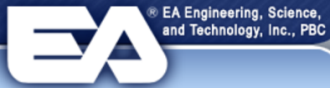 EA ® EA Engineering, Science,
and Technology, Inc., PBC